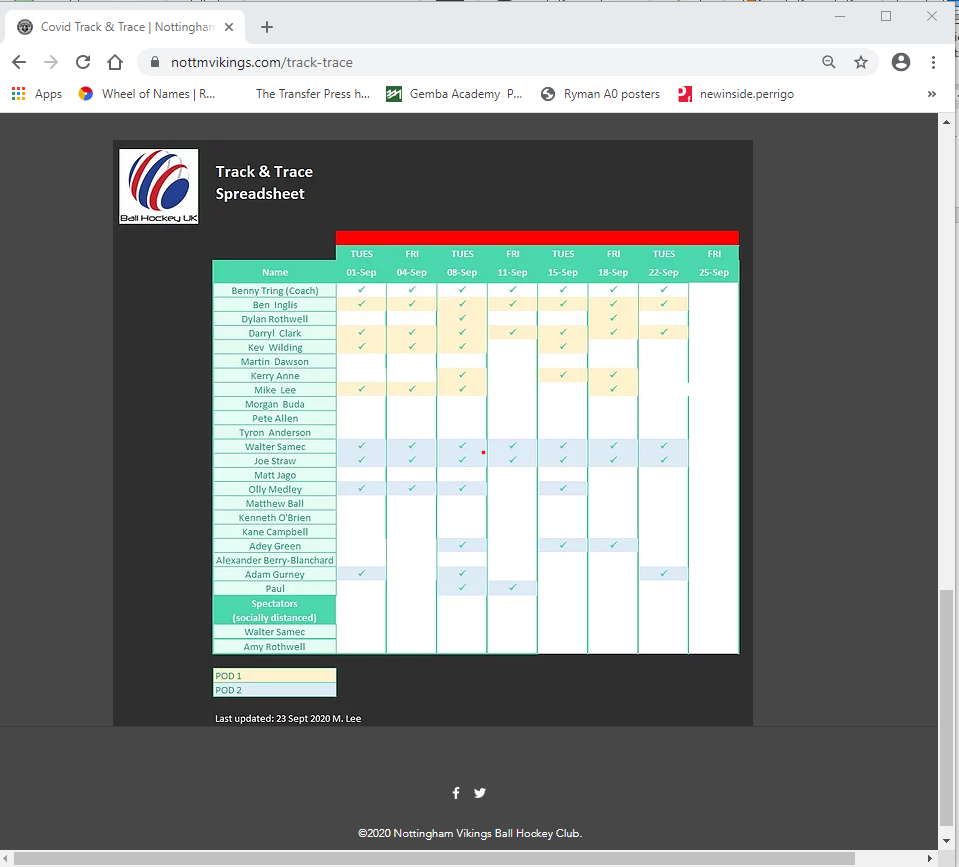 Covid Track & Trace | Nottingham
nottmvikings.com/track-trace
Apps Wheel of Names | R... The Transfer Press h... Gemba Academy P... Ryman A0 posters newinside.perrigo »
Ball Hockey UK
Track & Trace
Spreadsheet
TUES FRI TUES FRI TUES FRI TUES FRI
Name 01-Sep 04-Sep 08-Sep 11-Sep 15-Sep 18-Sep 22-Sep 25-Sep
Benny Tring (Coach) ✓ ✓ ✓ ✓ ✓ ✓ ✓
Ben Inglis ✓ ✓ ✓ ✓ ✓ ✓ ✓
Dylan Rothwell ✓ ✓
Darryl Clark ✓ ✓ ✓ ✓ ✓ ✓ ✓
Kev Wilding ✓ ✓ ✓ ✓
Martin Dawson
Kerry Anne ✓ ✓ ✓
Mike Lee ✓ ✓ ✓ ✓
Morgan Buda
Pete Allen
Tyron Anderson
Walter Samec ✓ ✓ ✓ ✓ ✓ ✓ ✓
Joe Straw ✓ ✓ ✓ ✓ ✓ ✓ ✓
Matt Jago
Olly Medley ✓ ✓ ✓ ✓
Matthew Ball
Kenneth O'Brien
Kane Campbell
Adey Green ✓ ✓ ✓
Alexander Berry-Blanchard
Adam Gurney ✓ ✓ ✓
Paul ✓ ✓
Spectators
(socially distanced)
Walter Samec
Amy Rothwell
POD 1
POD 2
Last updated: 23 Sept 2020 M. Lee
©2020 Nottingham Vikings Ball Hockey Club.